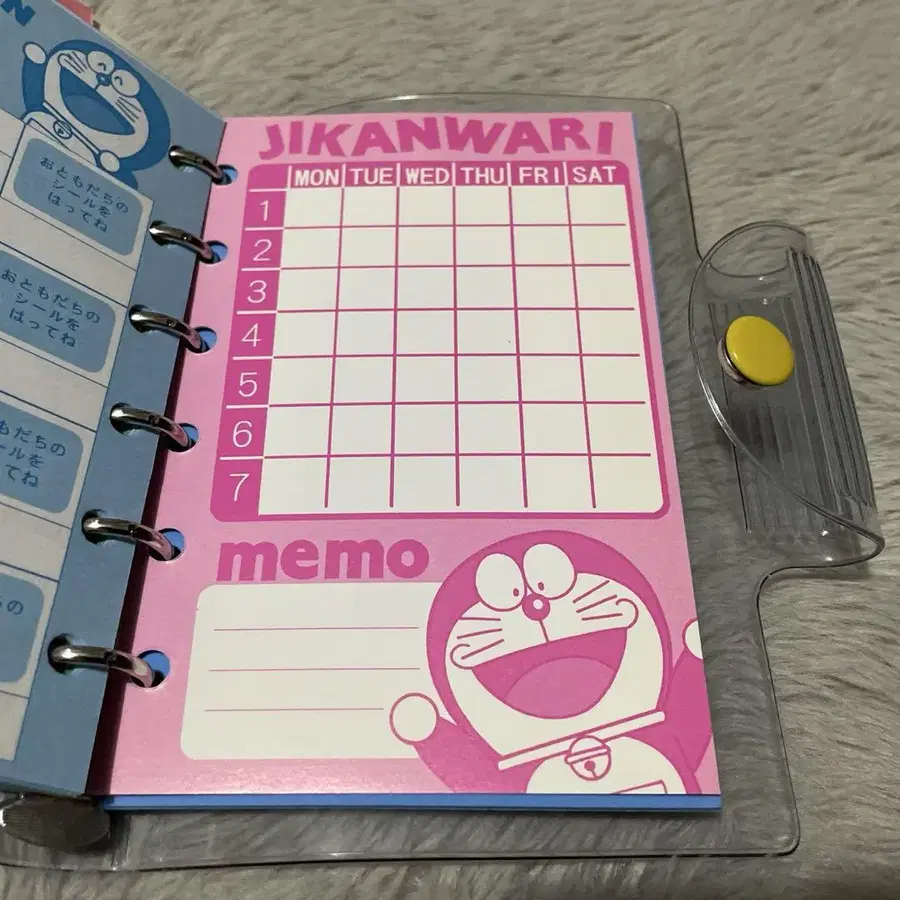 N
おともだちの
シールを
はってね
おともだちの
シールを
はってね
もだちの
ールを
てね
の
JIKANWARI
MON TUE WED THU FRI SAT
1
2
3
4
5
6
7
memo